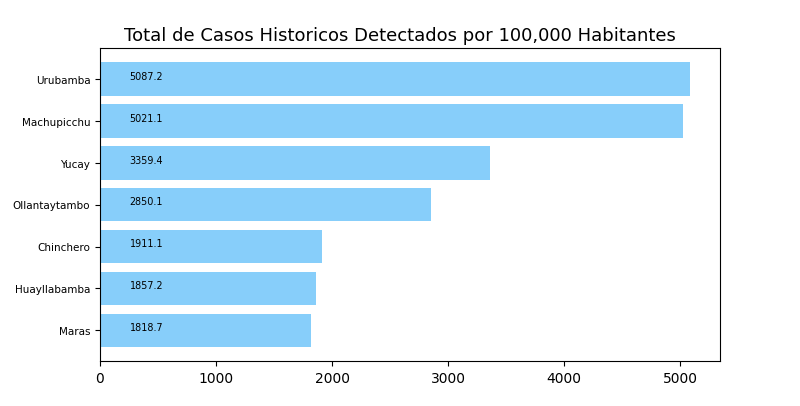 Total de Casos Historicos Detectados por 100,000 Habitantes
Urubamba 5087.2
Machupicchu 5021.1
Yucay 3359.4
Ollantaytambo 2850.1
Chinchero 1911.1
Huayllabamba 1857.2
Maras 1818.7
0 1000 2000 3000 4000 5000